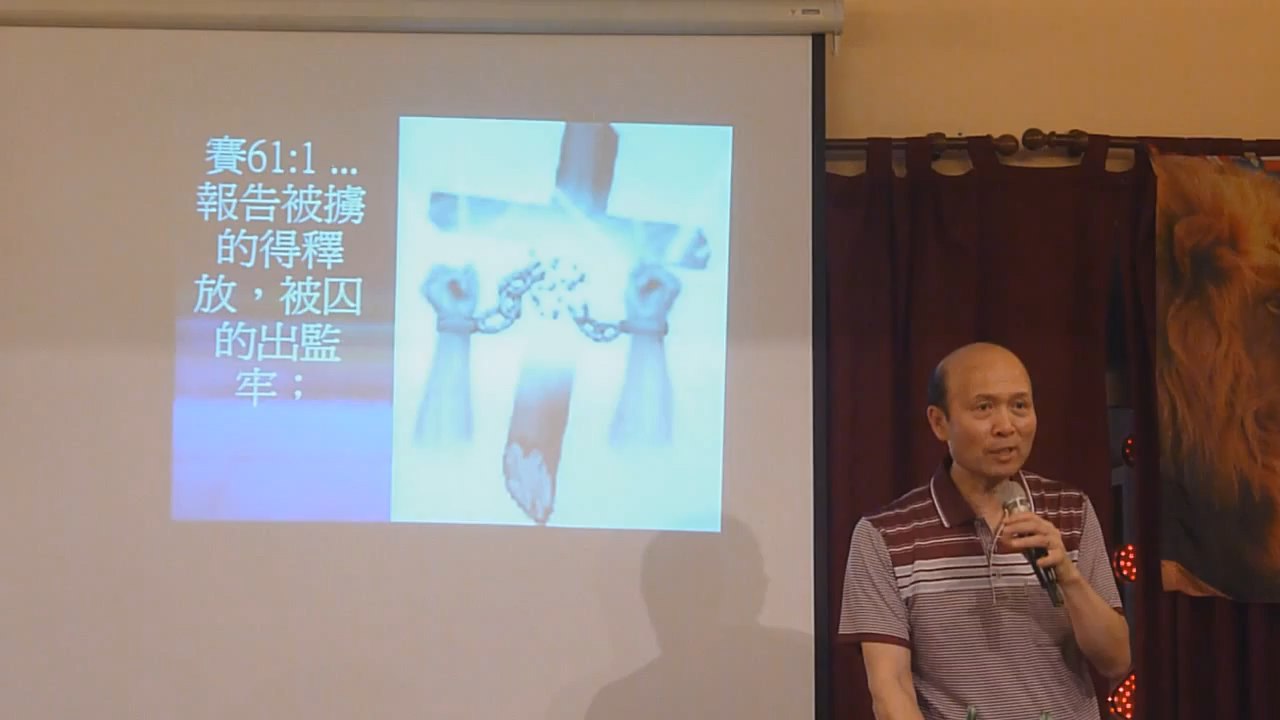 賽61:1 ...
報告被擄
的得釋
放，被囚
的出監
牢；